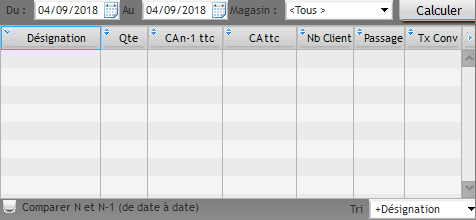 Du : 04/09/2018 Au 04/09/2018 Magasin : <Tous > Calculer
Désignation Qte CAn-1 ttc CAttc Nb Client Passage Tx Conv
Comparer N et N-1 (de date à date) Tri +Désignation